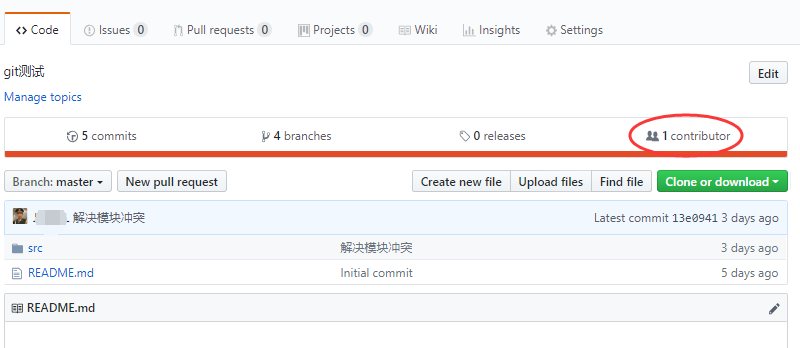 Code Issues 0 Pull requests 0 Projects 0 Wiki Insights Settings
git测试 Edit
Manage topics
5 commits 4 branches 0 releases 1 contributor
Branch: master New pull request Create new file Upload files Find file Clone or download
解决模块冲突 Latest commit 13e0941 3 days ago
src 解决模块冲突 3 days ago
README.md Initial commit 5 days ago
README.md